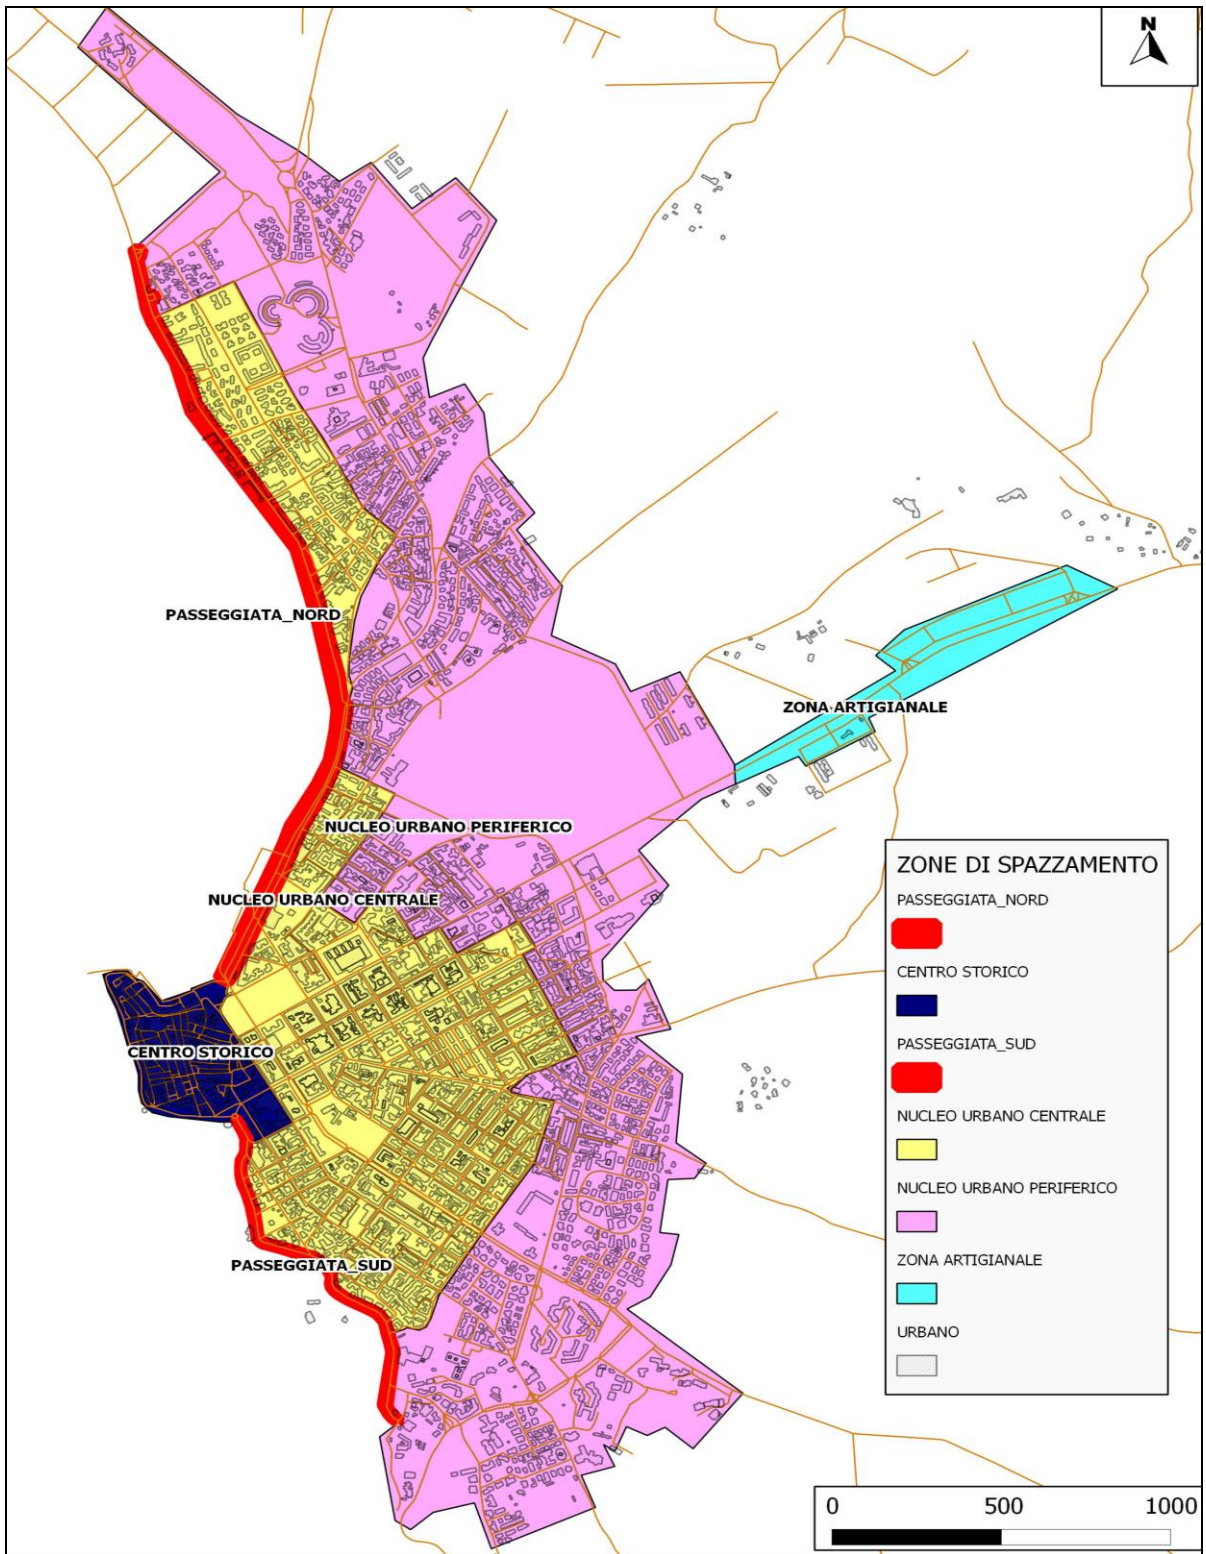 N
PASSEGGIATA_NORD
ZONA ARTIGIANALE
NUCLEO URBANO PERIFERICO
NUCLEO URBANO CENTRALE
CENTRO STORICO
PASSEGGIATA_SUD
ZONE DI SPAZZAMENTO
PASSEGGIATA_NORD
CENTRO STORICO
PASSEGGIATA_SUD
NUCLEO URBANO CENTRALE
NUCLEO URBANO PERIFERICO
ZONA ARTIGIANALE
URBANO
0 500 1000